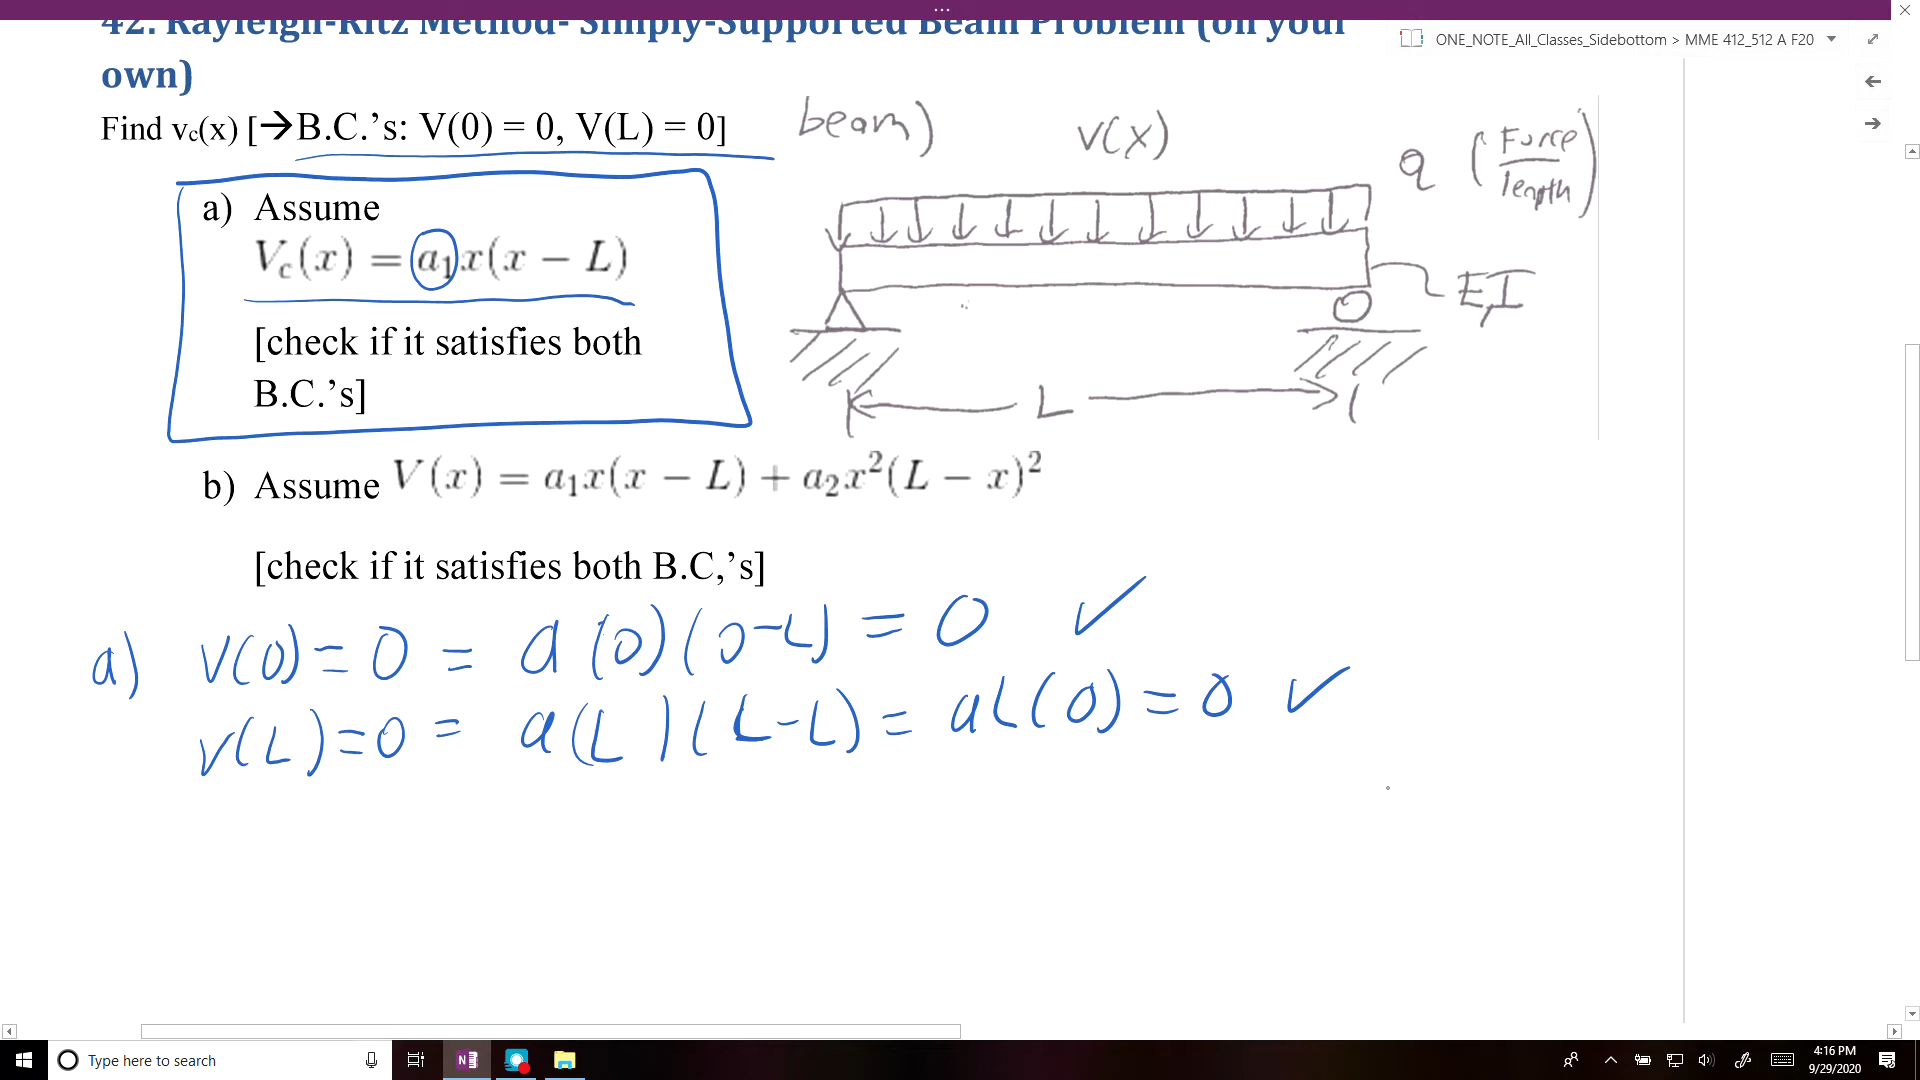 42. Rayleigh-Ritz Method- Simply-Supported Beam Problem (on your
own)
ONE_NOTE_All_Classes_Sidebottom > MME 412_512 A F20
Find vc(x) [→B.C.’s: V(0) = 0, V(L) = 0]
beam)
v(x)
q (Force/length)
a) Assume
Vc(x) = a₁x(x − L)
EI
[check if it satisfies both
B.C.’s]
L
b) Assume V(x) = a₁x(x − L) + a₂x²(L − x)²
[check if it satisfies both B.C,’s]
a) v(0) = 0 = a(0)(0-L) = 0 ✓
v(L) = 0 = a(L)(L-L) = aL(0) = 0 ✓
Type here to search
N
4:16 PM
9/29/2020